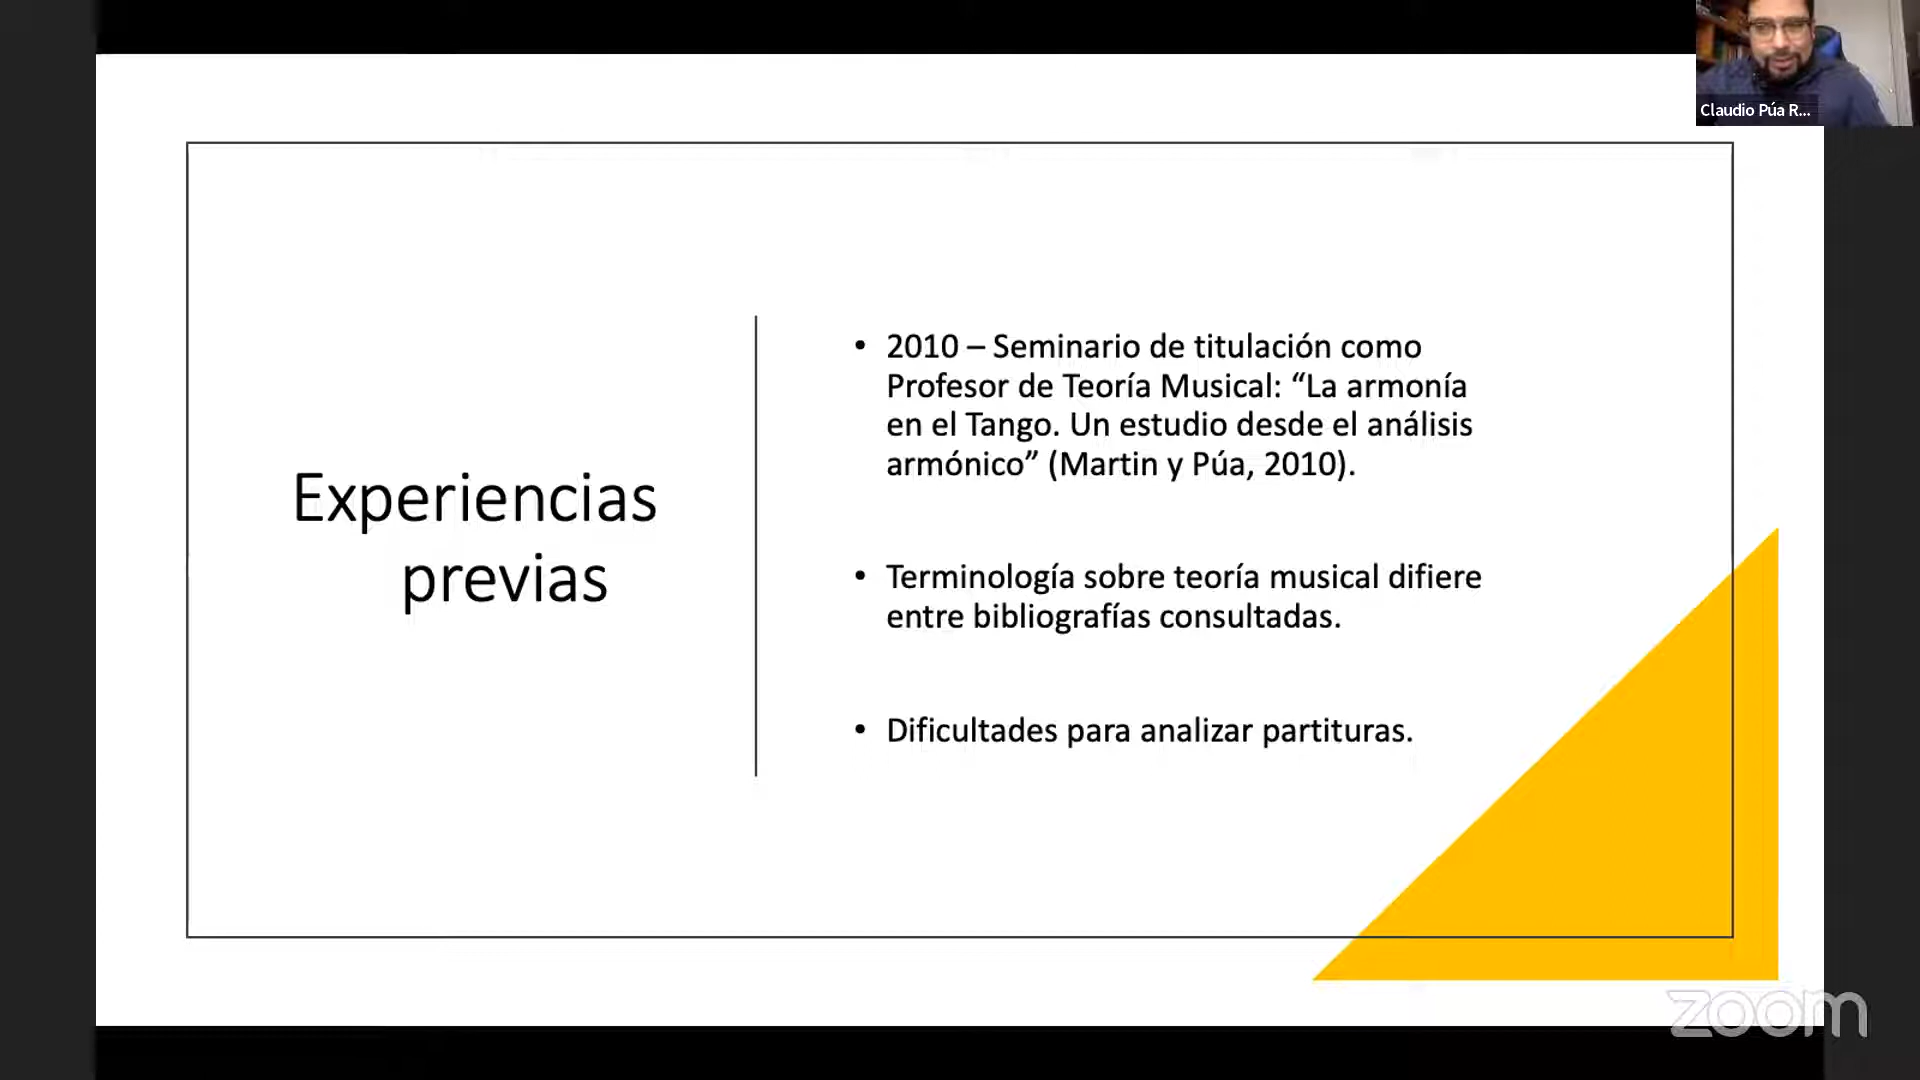 Claudio Púa R...
Experiencias
previas
• 2010 – Seminario de titulación como
Profesor de Teoría Musical: “La armonía
en el Tango. Un estudio desde el análisis
armónico” (Martin y Púa, 2010).
• Terminología sobre teoría musical difiere
entre bibliografías consultadas.
• Dificultades para analizar partituras.
zoom